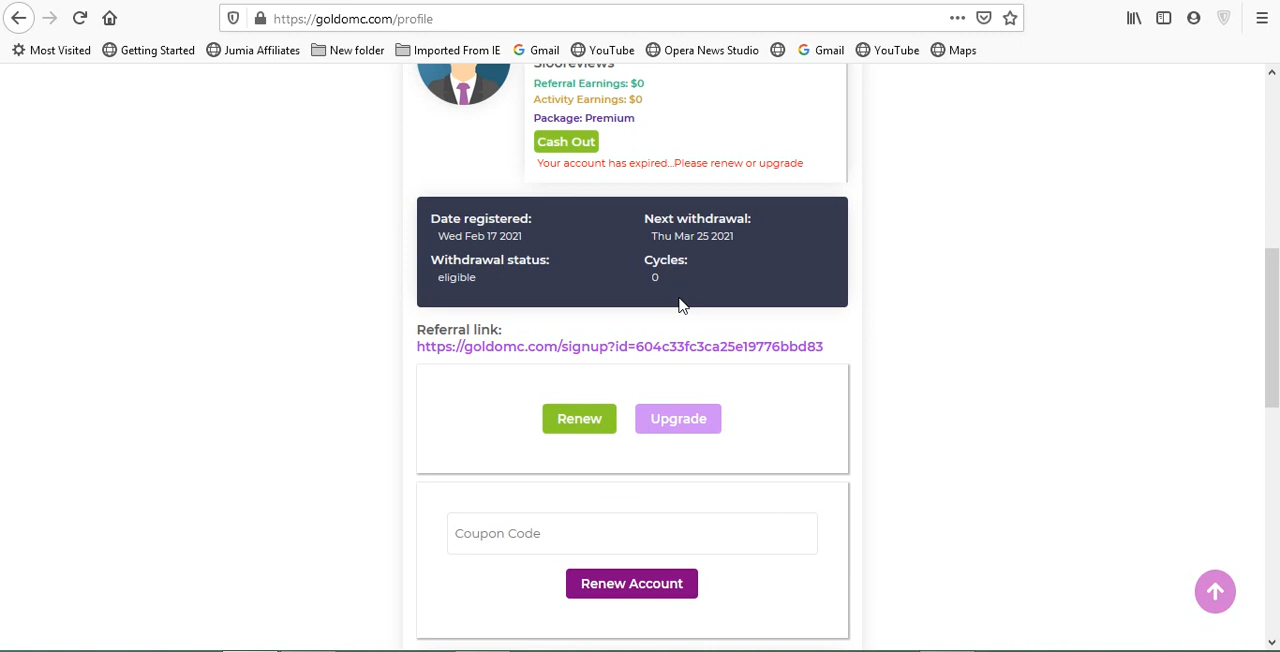 https://goldomc.com/profile
Most Visited Getting Started Jumia Affiliates New folder Imported From IE Gmail YouTube Opera News Studio Gmail YouTube Maps
Slooreviews
Referral Earnings: $0
Activity Earnings: $0
Package: Premium
Cash Out
Your account has expired...Please renew or upgrade
Date registered: Next withdrawal:
Wed Feb 17 2021 Thu Mar 25 2021
Withdrawal status: Cycles:
eligible 0
Referral link:
https://goldomc.com/signup?id=604c33fc3ca25e19776bbd83
Renew Upgrade
Coupon Code
Renew Account